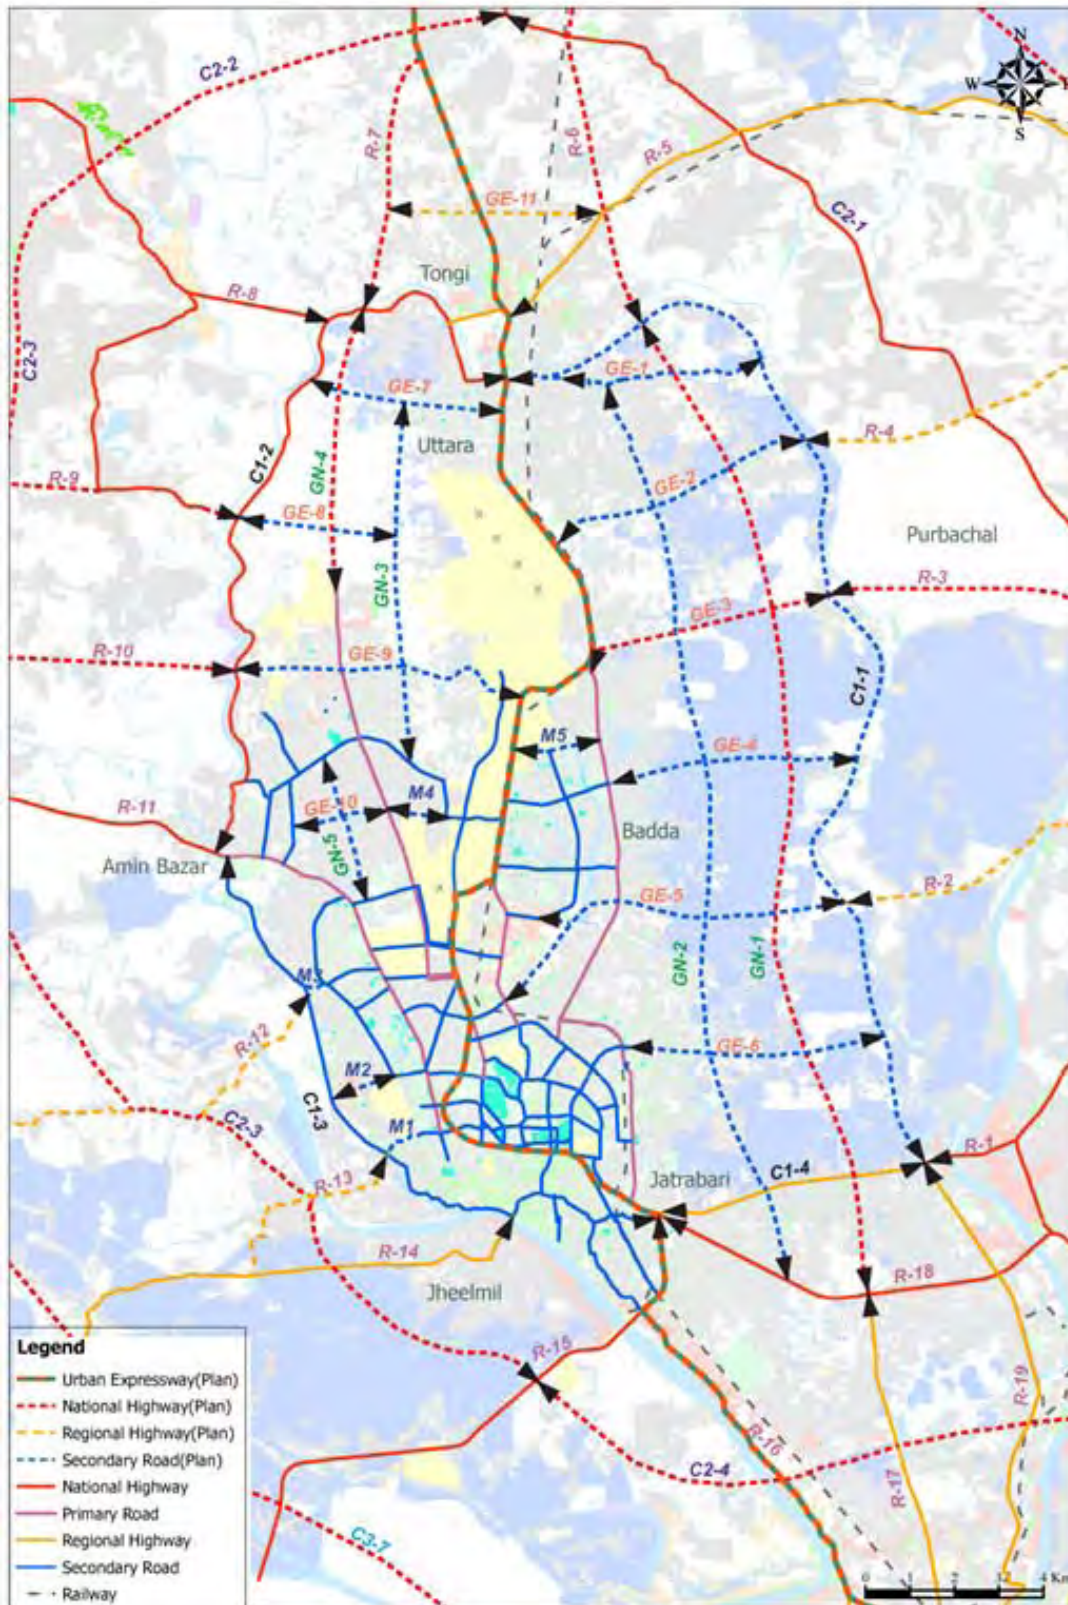 N
W
S
C2-2
R-7
R-6
R-5
C2-1
GE-11
Tongi
R-8
C2-3
GE-1
GE-7
Uttara
R-4
C1-2
GN-4
R-9
GE-2
GE-8
Purbachal
GN-3
R-3
GE-3
R-10
GE-9
C1-1
M5
GE-4
R-11
GE-10
M4
Badda
Amin Bazar
GN-5
R-2
GE-5
GN-2
GN-1
M3
R-12
GE-6
M2
C1-3
C2-3
M1
R-1
C1-4
R-13
Jatrabari
R-14
R-18
Jheelmil
Legend
Urban Expressway(Plan)
National Highway(Plan)
Regional Highway(Plan)
Secondary Road(Plan)
National Highway
Primary Road
Regional Highway
Secondary Road
Railway
R-15
R-19
R-16
C2-4
R-17
C3-7
0 1 2 4 Km